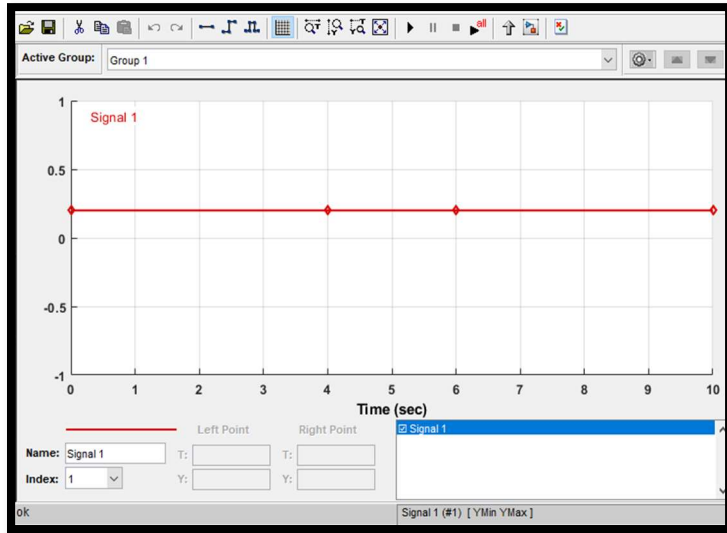 all
Active Group:
Group 1
Signal 1
1
0.5
0
-0.5
-1
0 1 2 3 4 5 6 7 8 9 10
Time (sec)
Left Point Right Point
Signal 1
Name: Signal 1 T: T:
Index: 1 Y: Y:
ok
Signal 1 (#1) [ YMin YMax ]